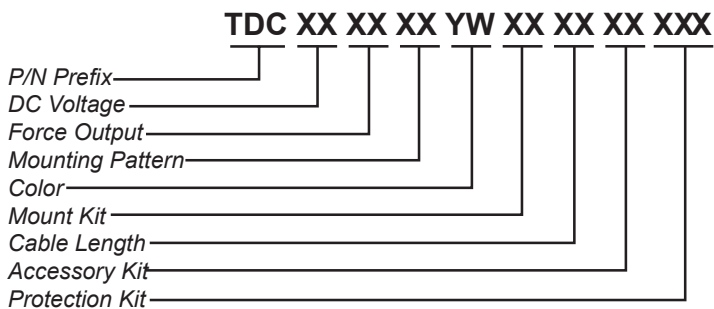 TDC XX XX XX YW XX XX XX XXX
P/N Prefix
DC Voltage
Force Output
Mounting Pattern
Color
Mount Kit
Cable Length
Accessory Kit
Protection Kit